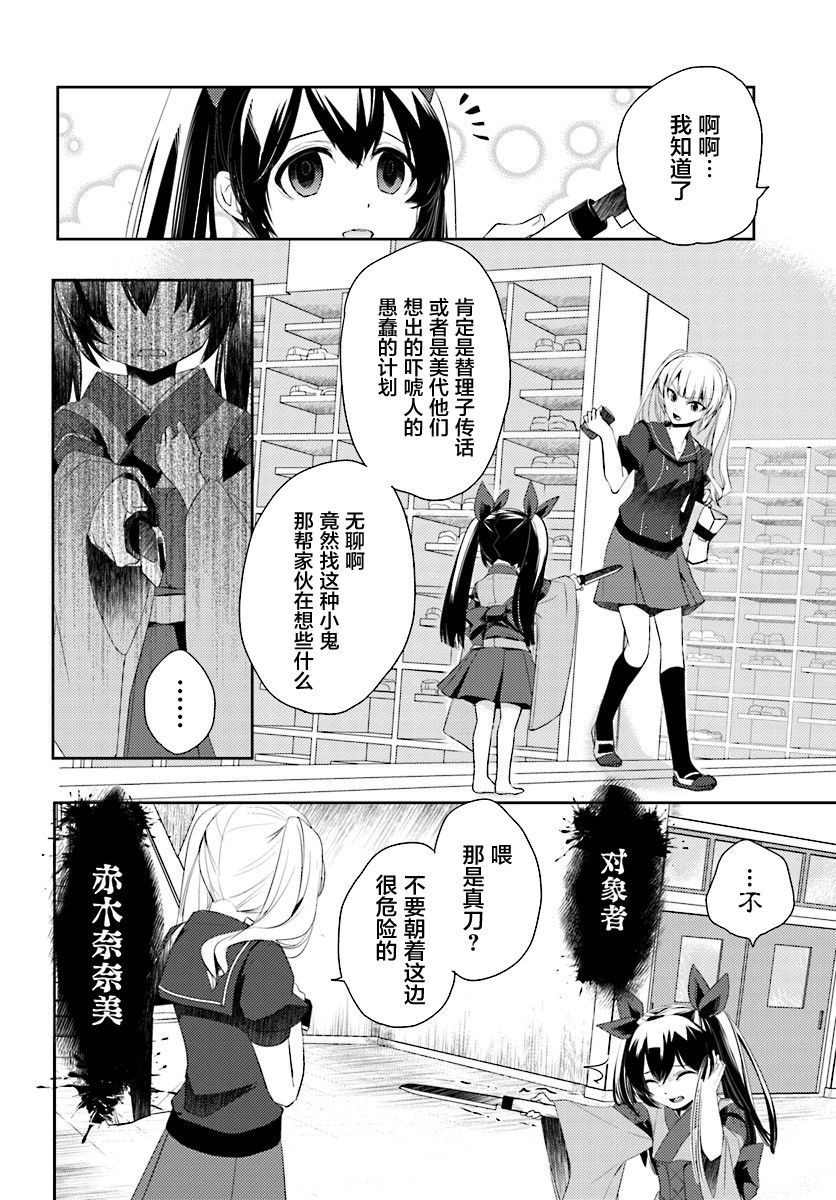 啊啊…
我知道了
肯定是替理子传话
或者是美代他们
想出的吓唬人的
愚蠢的计划
无聊啊
竟然找这种小鬼
那帮家伙在想些什么
……
…不
对象者
喂
那是真刀？
不要朝着这边
很危险的
赤木奈奈美